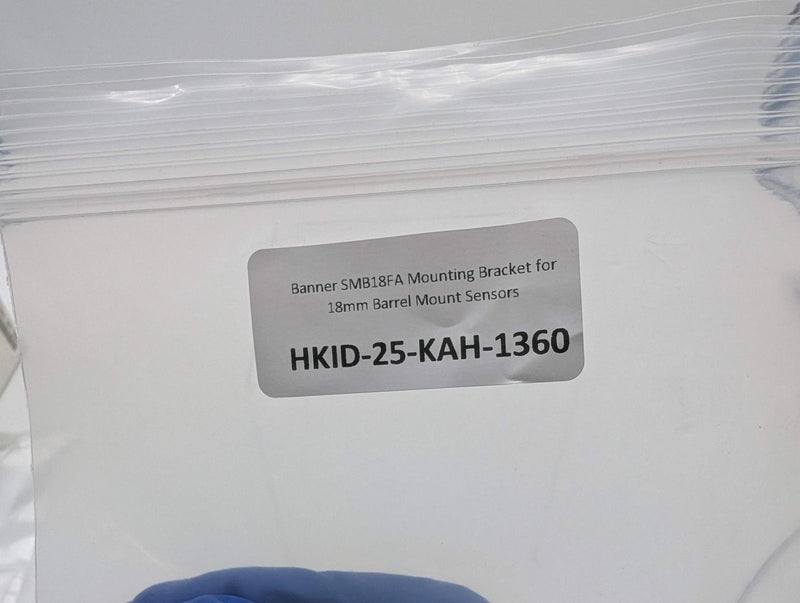 Banner SMB18FA Mounting Bracket for
18mm Barrel Mount Sensors
HKID-25-KAH-1360